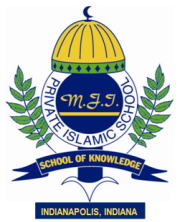 PRIVATE ISLAMIC SCHOOL
M.J.T.
SCHOOL OF KNOWLEDGE
INDIANAPOLIS, INDIANA